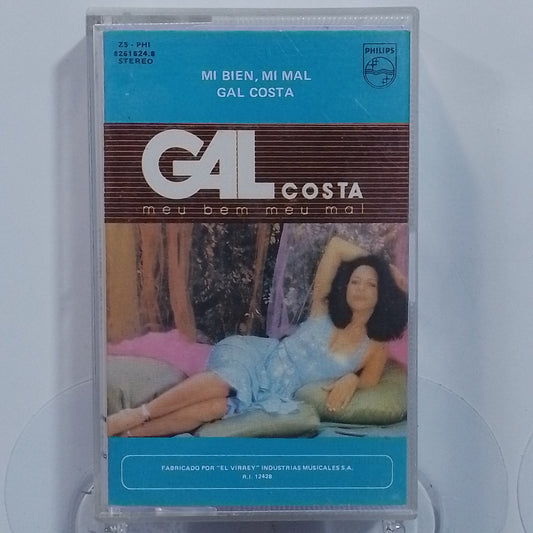 ZS - PHI
6261624.8
STEREO
PHILIPS
MI BIEN, MI MAL
GAL COSTA
GAL COSTA
meu bem meu mal
FABRICADO POR "EL VIRREY" INDUSTRIAS MUSICALES S.A.
R.I. 12428